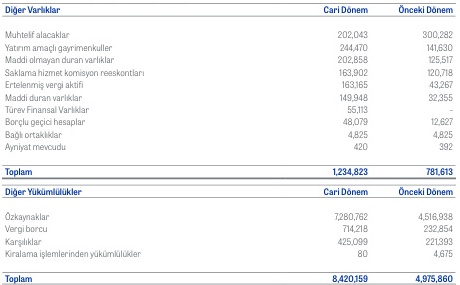 Diğer Varlıklar Cari Dönem Önceki Dönem
Muhtelif alacaklar 202,043 300,282
Yatırım amaçlı gayrimenkuller 244,470 141,630
Maddi olmayan duran varlıklar 202,858 125,517
Saklama hizmet komisyon reeskontları 163,902 120,718
Ertelenmiş vergi aktifi 163,165 43,267
Maddi duran varlıklar 149,948 32,355
Türev Finansal Varlıklar 55,113 -
Borçlu geçici hesaplar 48,079 12,627
Bağlı ortaklıklar 4,825 4,825
Ayniyat mevcudu 420 392
Toplam 1,234,823 781,613
Diğer Yükümlülükler Cari Dönem Önceki Dönem
Özkaynaklar 7,280,762 4,516,938
Vergi borcu 714,218 232,854
Karşılıklar 425,099 221,393
Kiralama işlemlerinden yükümlülükler 80 4,675
Toplam 8,420,159 4,975,860